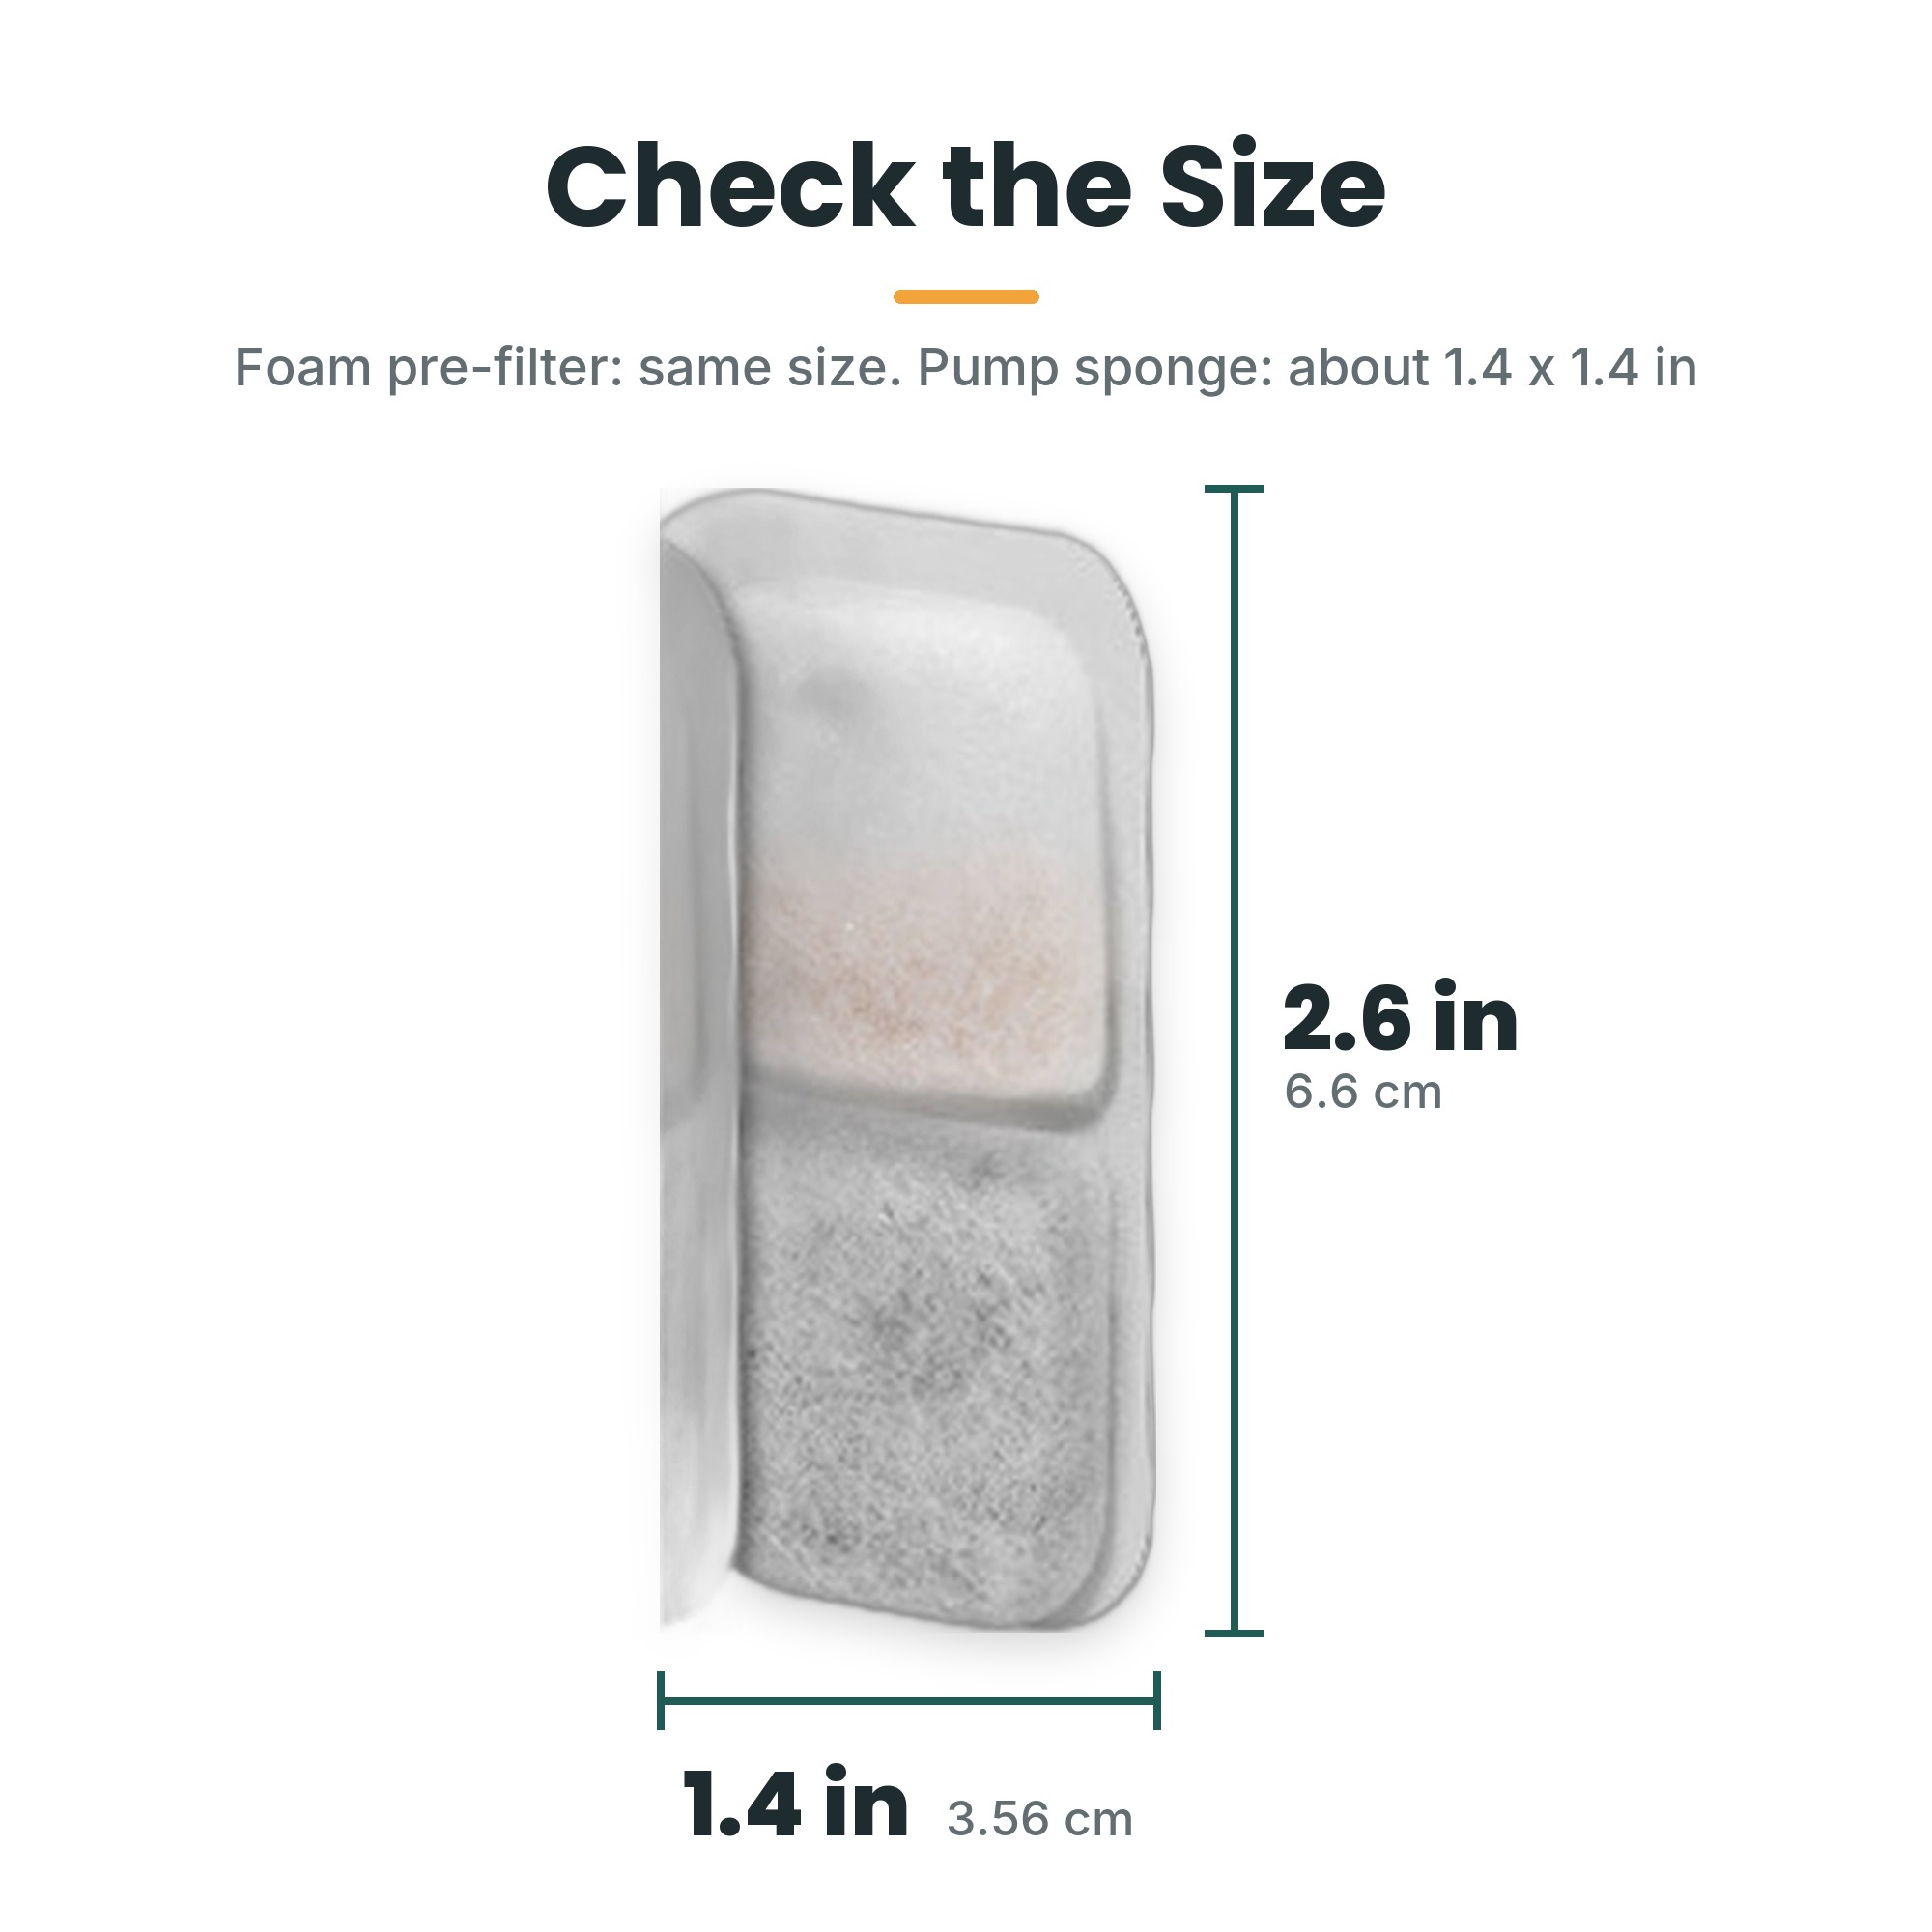 Check the Size
Foam pre-filter: same size. Pump sponge: about 1.4 x 1.4 in
2.6 in
6.6 cm
1.4 in 3.56 cm